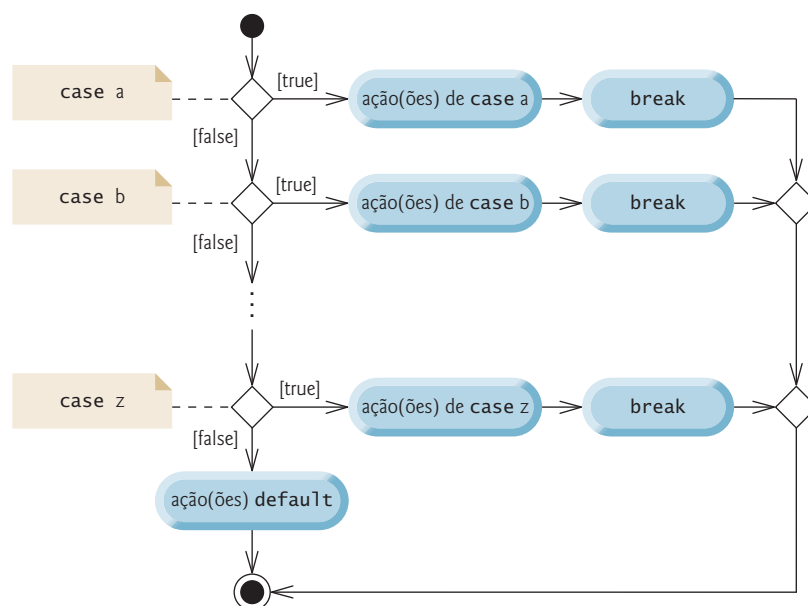 [true]
case a
ação(ões) de case a
break
[false]
[true]
case b
ação(ões) de case b
break
[false]
[true]
case z
ação(ões) de case z
break
[false]
ação(ões) default